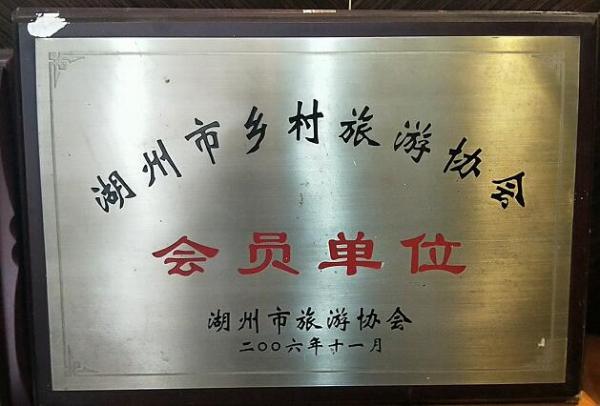 湖州市乡村旅游协会
会员单位
湖州市旅游协会
二〇〇六年十一月